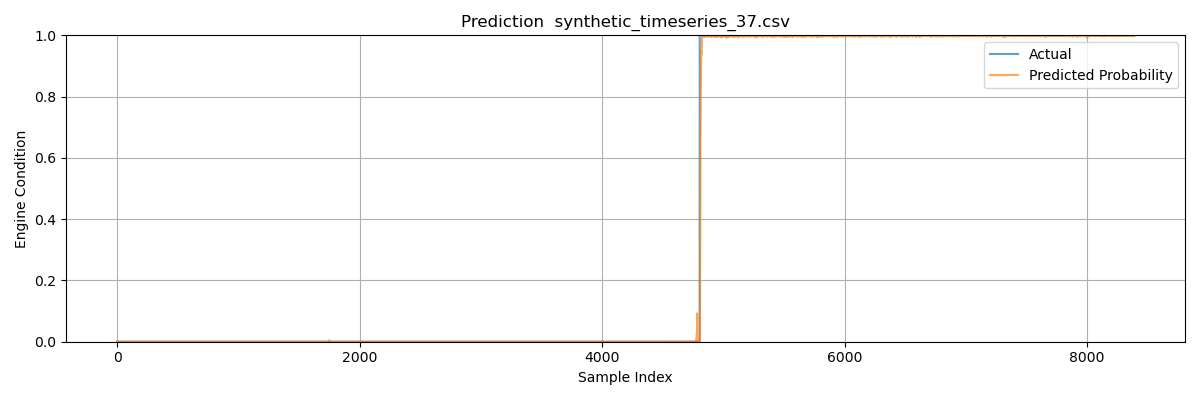 Prediction  synthetic_timeseries_37.csv
1.0
0.8
0.6
0.4
0.2
0.0
Engine Condition
Actual
Predicted Probability
0 2000 4000 6000 8000
Sample Index